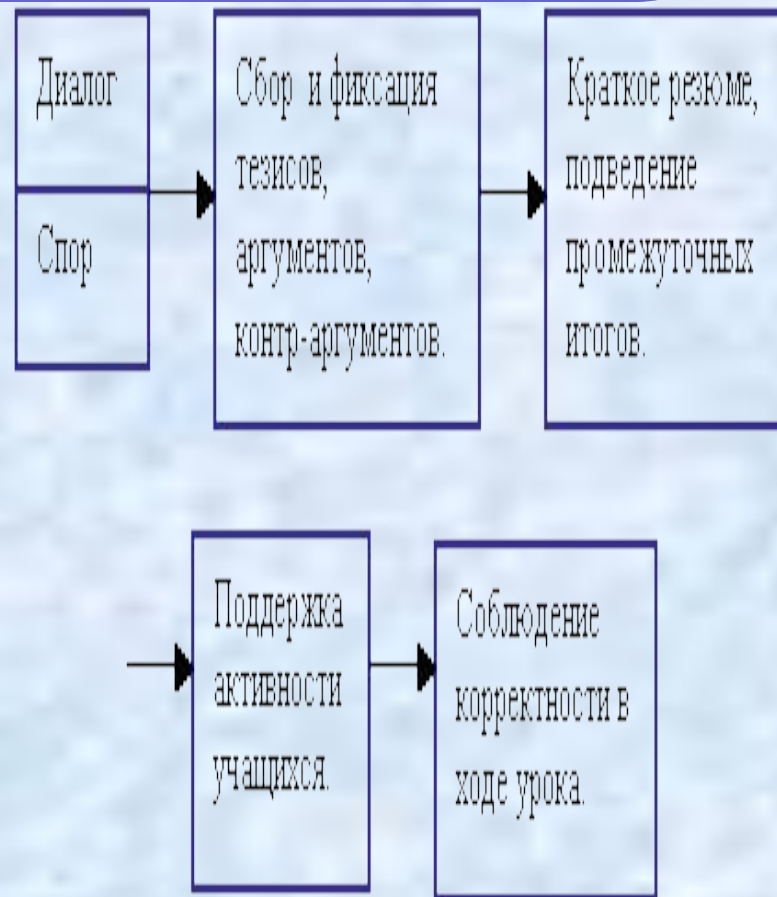 Диалог
Спор
Сбор и фиксация
тезисов,
аргументов,
контр-аргументов.
Краткое резюме,
подведение
промежуточных
итогов.
Поддержка
активности
учащихся.
Соблюдение
корректности в
ходе урока.